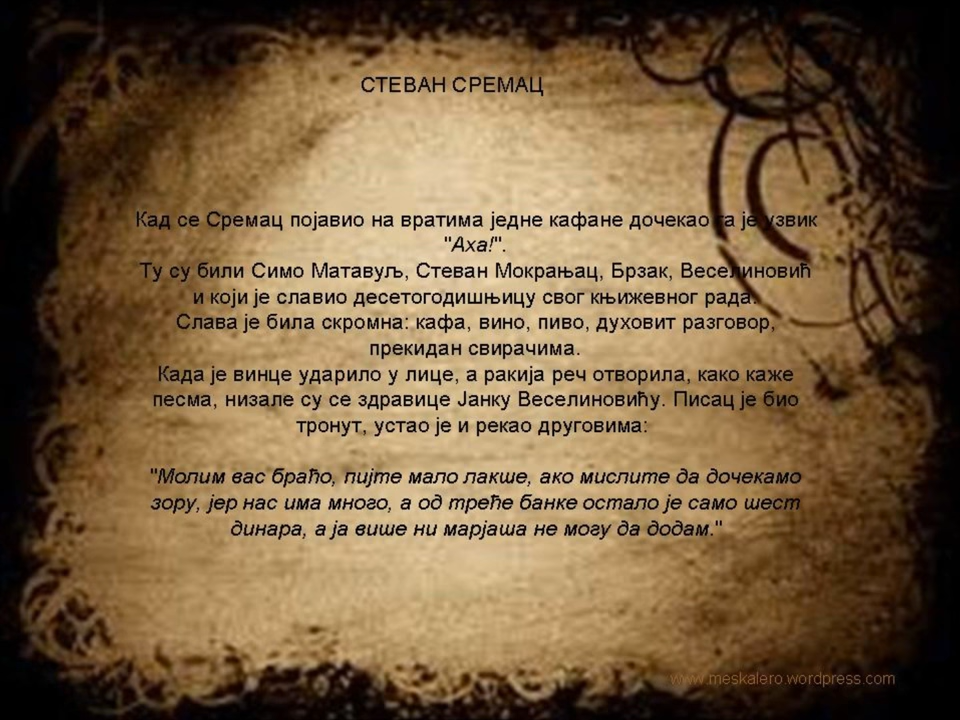 СТЕВАН СРЕМАЦ
Кад се Сремац појавио на вратима једне кафане дочекао га је узвик
"Аха!".
Ту су били Симо Матавуљ, Стеван Мокрањац, Брзак, Веселиновић
и који је славио десетогодишњицу свог књижевног рада.
Слава је била скромна: кафа, вино, пиво, духовит разговор,
прекидан свирачима.
Када је винце ударило у лице, а ракија реч отворила, како каже
песма, низале су се здравице Јанку Веселиновићу. Писац је био
тронут, устао је и рекао друговима:
"Молим вас браћо, пијте мало лакше, ако мислите да дочекамо
зору, јер нас има много, а од треће банке остало је само шест
динара, а ја више ни марјаша не могу да додам."
www.meskalero.wordpress.com